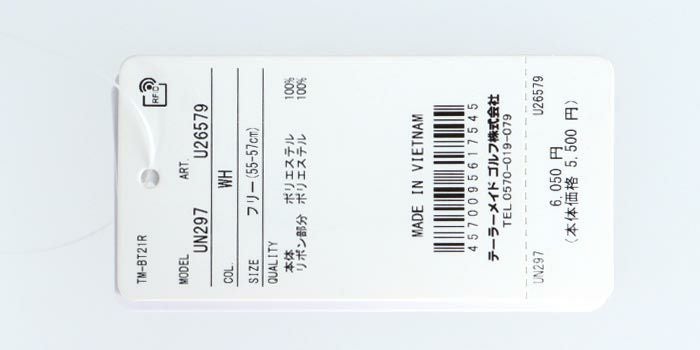 RFID
TM-BT21R
MODEL ART.
UN297 U26579
COL. WH
SIZE フリー(55-57cm)
QUALITY
本体 ポリエステル 100%
リボン部分 ポリエステル 100%
MADE IN VIETNAM
4570095617545
テーラーメイド ゴルフ株式会社
TEL 0570-019-079
UN297 U26579
6,050 円
(本体価格 5,500 円)